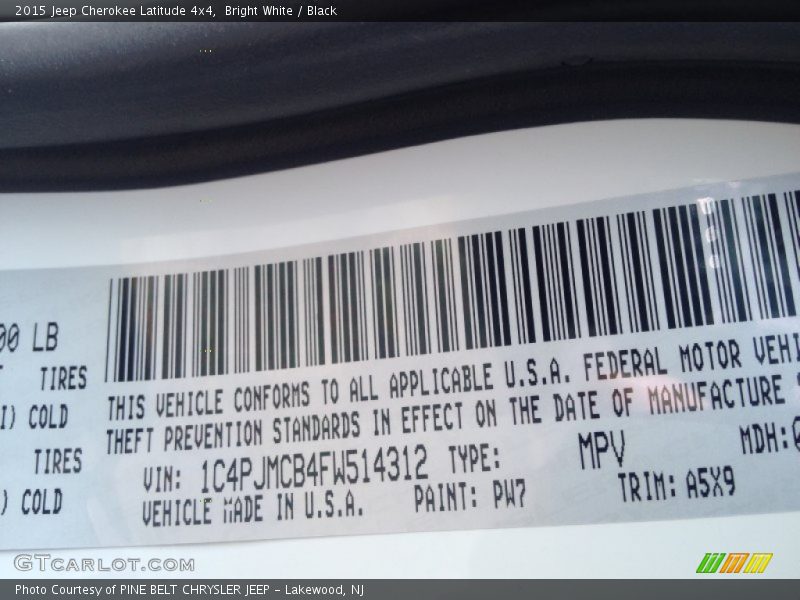 2015 Jeep Cherokee Latitude 4x4,  Bright White / Black
00 LB
TIRES
COLD
TIRES
) COLD
THIS VEHICLE CONFORMS TO ALL APPLICABLE U.S.A. FEDERAL MOTOR VEHI
THEFT PREVENTION STANDARDS IN EFFECT ON THE DATE OF MANUFACTURE
VIN: 1C4PJMCB4FW514312 TYPE: MPV MDH:0
VEHICLE MADE IN U.S.A. PAINT: PW7 TRIM: A5X9
GTCARLOT.COM
Photo Courtesy of PINE BELT CHRYSLER JEEP - Lakewood, NJ